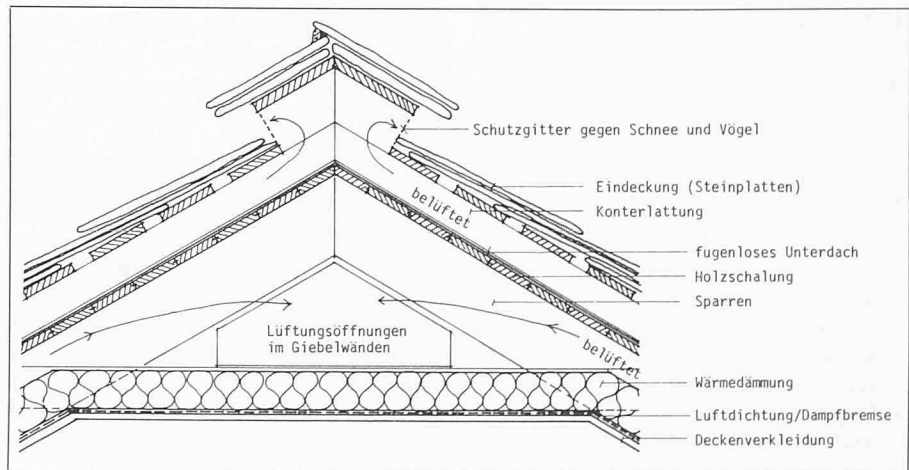 Schutzgitter gegen Schnee und Vögel
Eindeckung (Steinplatten)
belüftet
Konterlattung
fugenloses Unterdach
Holzschalung
Sparren
Lüftungsöffnungen
im Giebelwänden
belüftet
Wärmedämmung
Luftdichtung/Dampfbremse
Deckenverkleidung